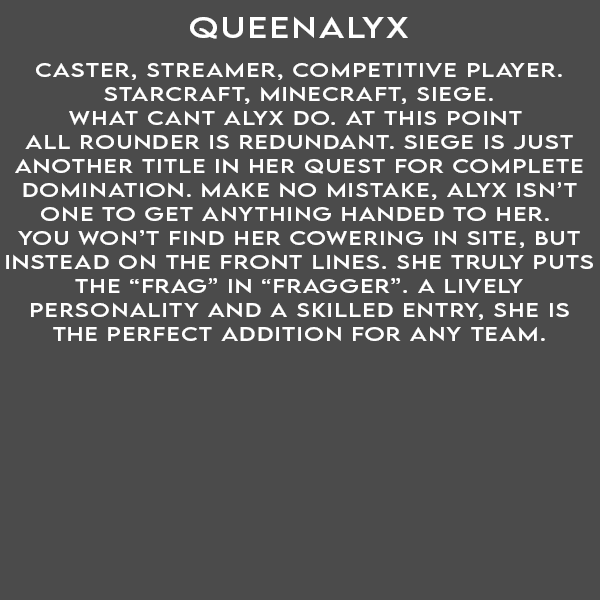 QUEENALYX
CASTER, STREAMER, COMPETITIVE PLAYER.
STARCRAFT, MINECRAFT, SIEGE.
WHAT CANT ALYX DO. AT THIS POINT
ALL ROUNDER IS REDUNDANT. SIEGE IS JUST
ANOTHER TITLE IN HER QUEST FOR COMPLETE
DOMINATION. MAKE NO MISTAKE, ALYX ISN’T
ONE TO GET ANYTHING HANDED TO HER.
YOU WON’T FIND HER COWERING IN SITE, BUT
INSTEAD ON THE FRONT LINES. SHE TRULY PUTS
THE “FRAG” IN “FRAGGER”. A LIVELY
PERSONALITY AND A SKILLED ENTRY, SHE IS
THE PERFECT ADDITION FOR ANY TEAM.